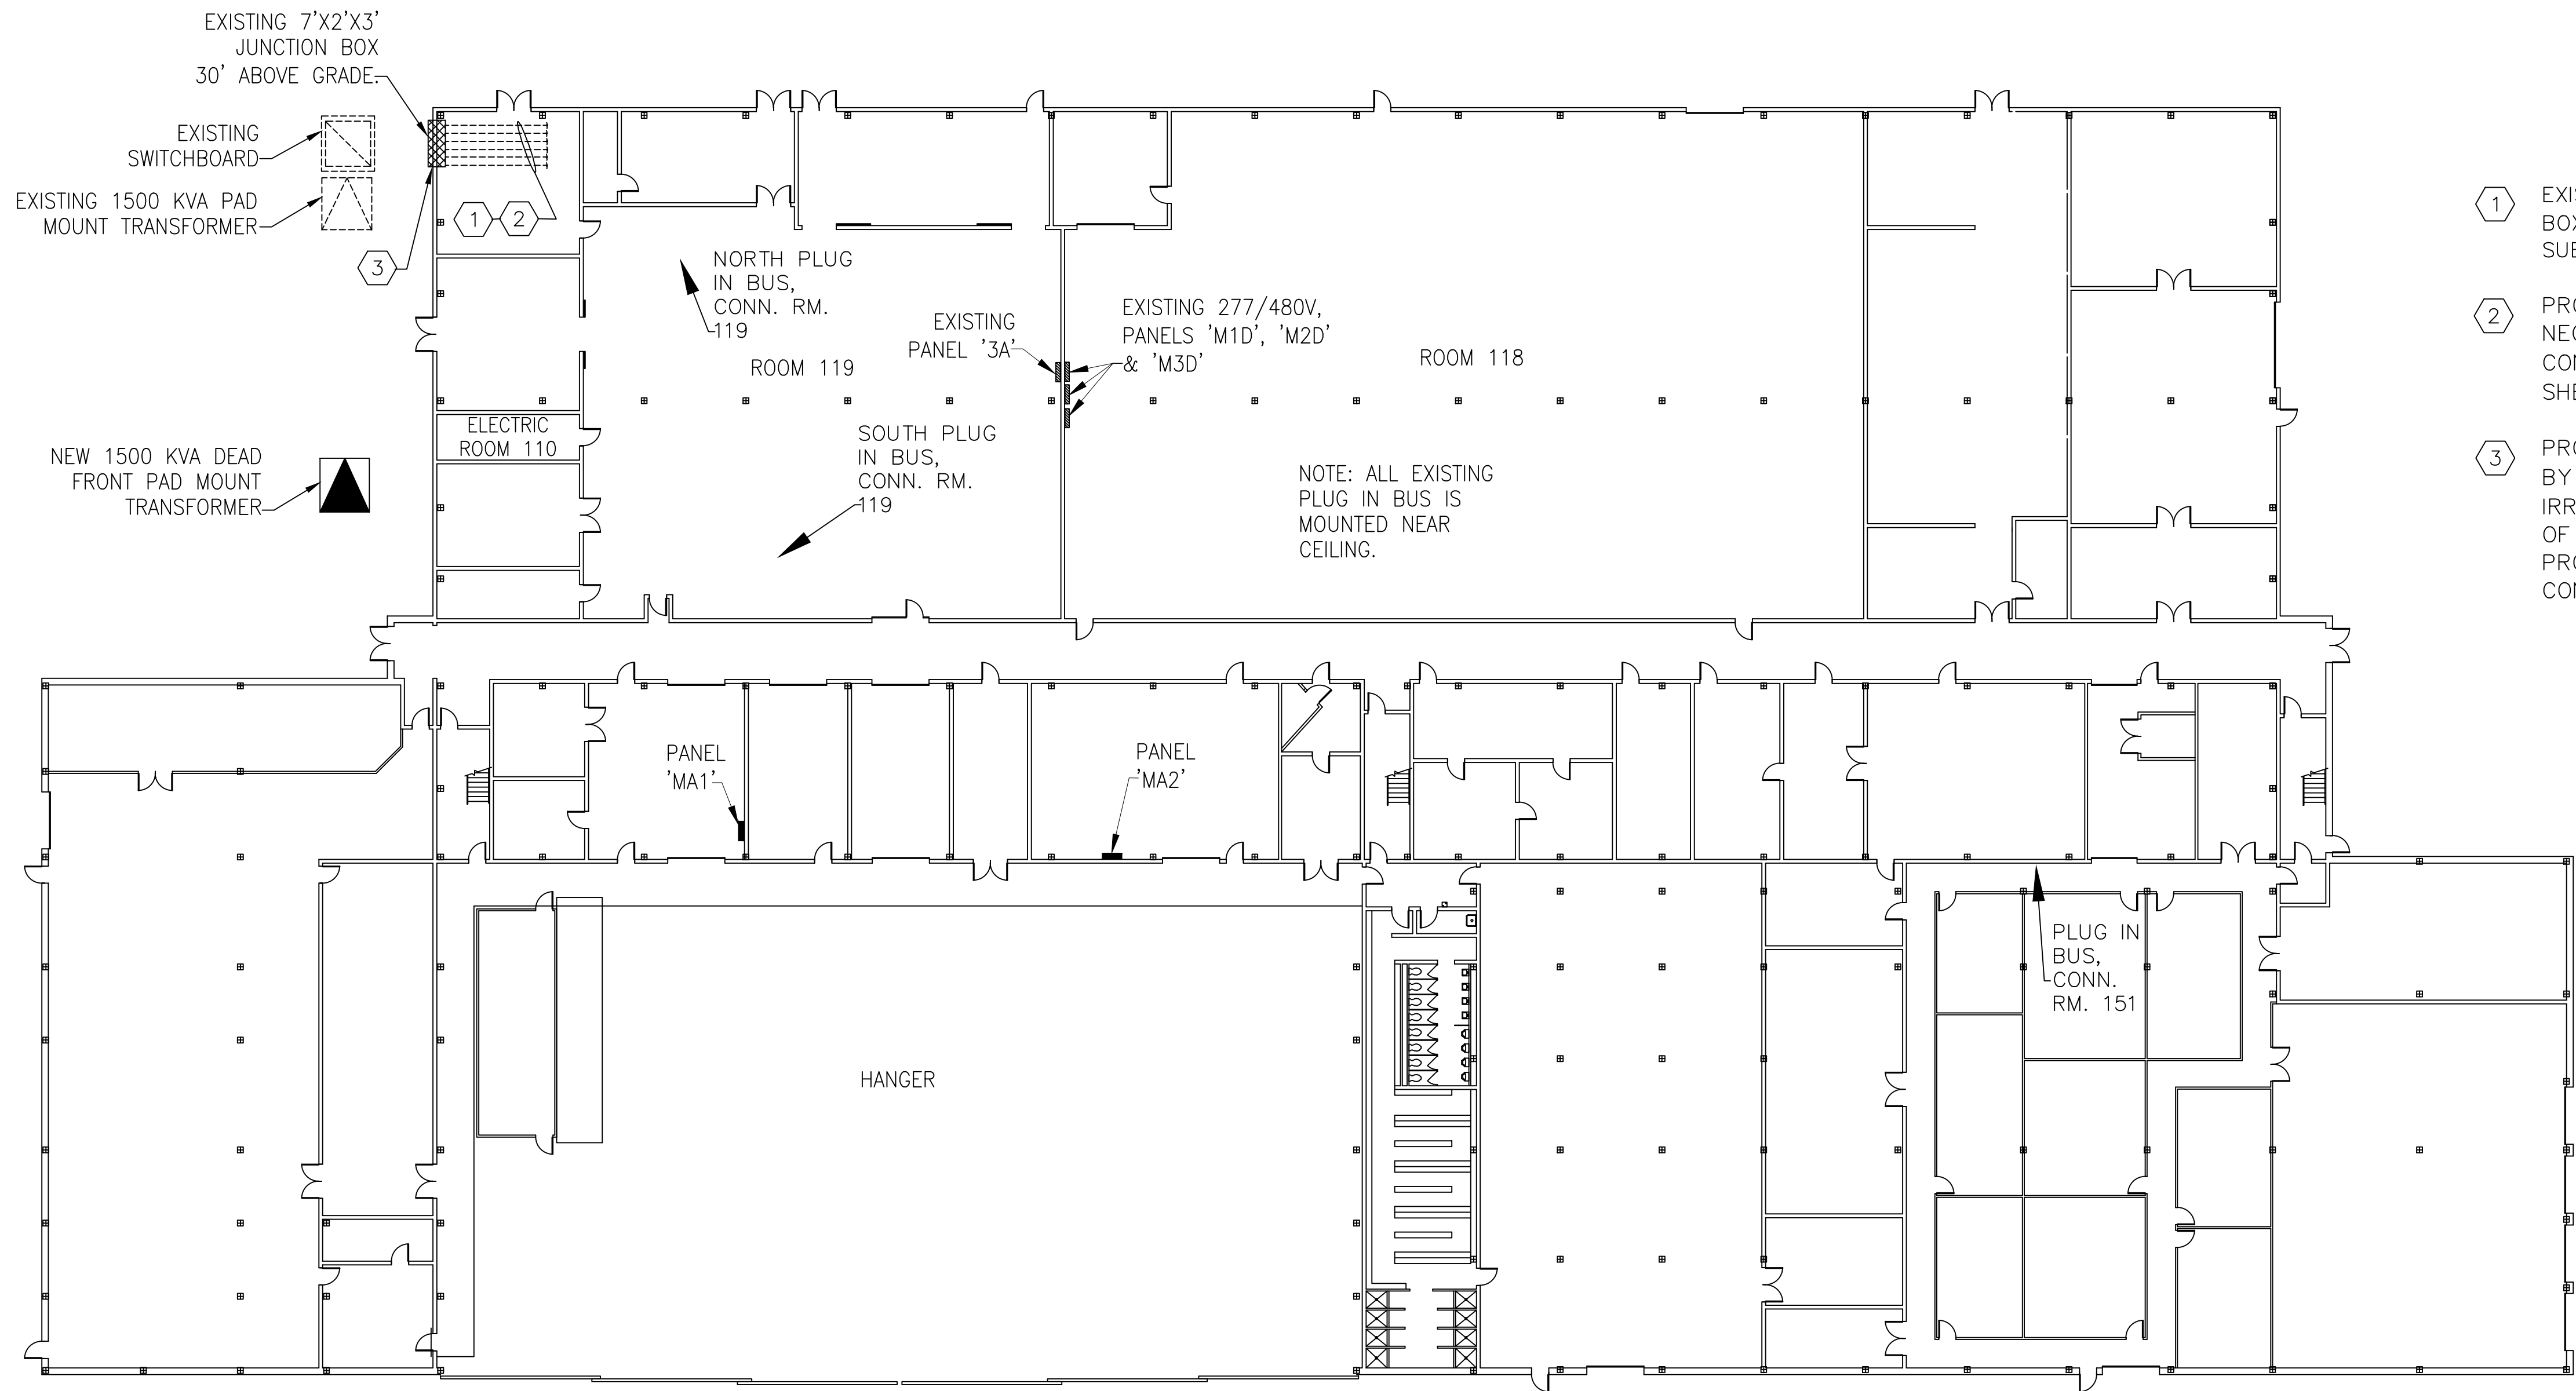 EXISTING 7'X2'X3'
JUNCTION BOX
30' ABOVE GRADE.
EXISTING
SWITCHBOARD
EXISTING 1500 KVA PAD
MOUNT TRANSFORMER
1
2
3
NORTH PLUG
IN BUS,
CONN. RM.
119
EXISTING
PANEL '3A'
EXISTING 277/480V,
PANELS 'M1D', 'M2D'
& 'M3D'
ROOM 119
ROOM 118
ELECTRIC
ROOM 110
SOUTH PLUG
IN BUS,
CONN. RM.
119
NEW 1500 KVA DEAD
FRONT PAD MOUNT
TRANSFORMER
NOTE: ALL EXISTING
PLUG IN BUS IS
MOUNTED NEAR
CEILING.
PANEL
'MA1'
PANEL
'MA2'
PLUG IN
BUS,
CONN.
RM. 151
HANGER
1
BOX
2
3
BY
OF